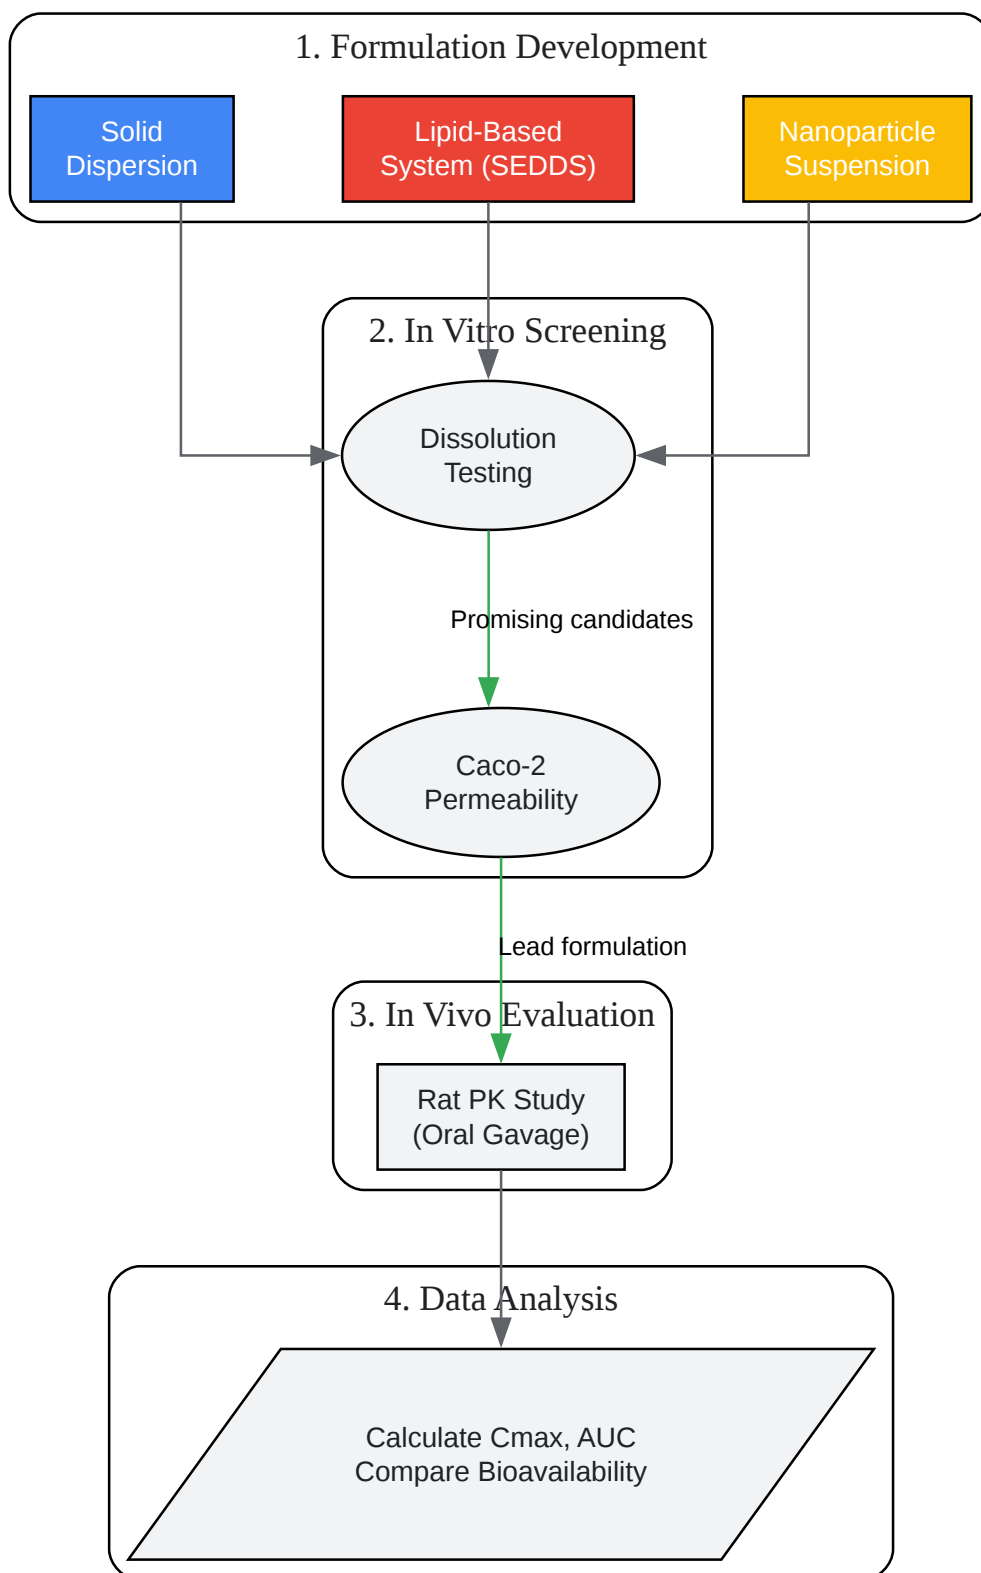 1. Formulation Development
Solid
Dispersion
Lipid-Based
System (SEDDS)
Nanoparticle
Suspension
2. In Vitro Screening
Dissolution
Testing
Promising candidates
Caco-2
Permeability
Lead formulation
3. In Vivo Evaluation
Rat PK Study
(Oral Gavage)
4. Data Analysis
Calculate Cmax, AUC
Compare Bioavailability